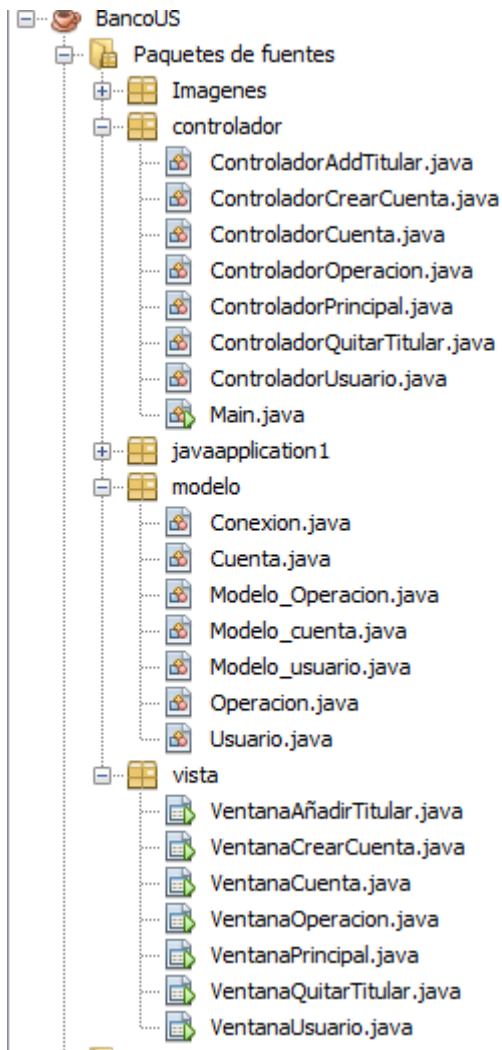 BancoUS
Paquetes de fuentes
Imagenes
controlador
ControladorAddTitular.java
ControladorCrearCuenta.java
ControladorCuenta.java
ControladorOperacion.java
ControladorPrincipal.java
ControladorQuitarTitular.java
ControladorUsuario.java
Main.java
javaapplication1
modelo
Conexion.java
Cuenta.java
Modelo_Operacion.java
Modelo_cuenta.java
Modelo_usuario.java
Operacion.java
Usuario.java
vista
VentanaAñadirTitular.java
VentanaCrearCuenta.java
VentanaCuenta.java
VentanaOperacion.java
VentanaPrincipal.java
VentanaQuitarTitular.java
VentanaUsuario.java